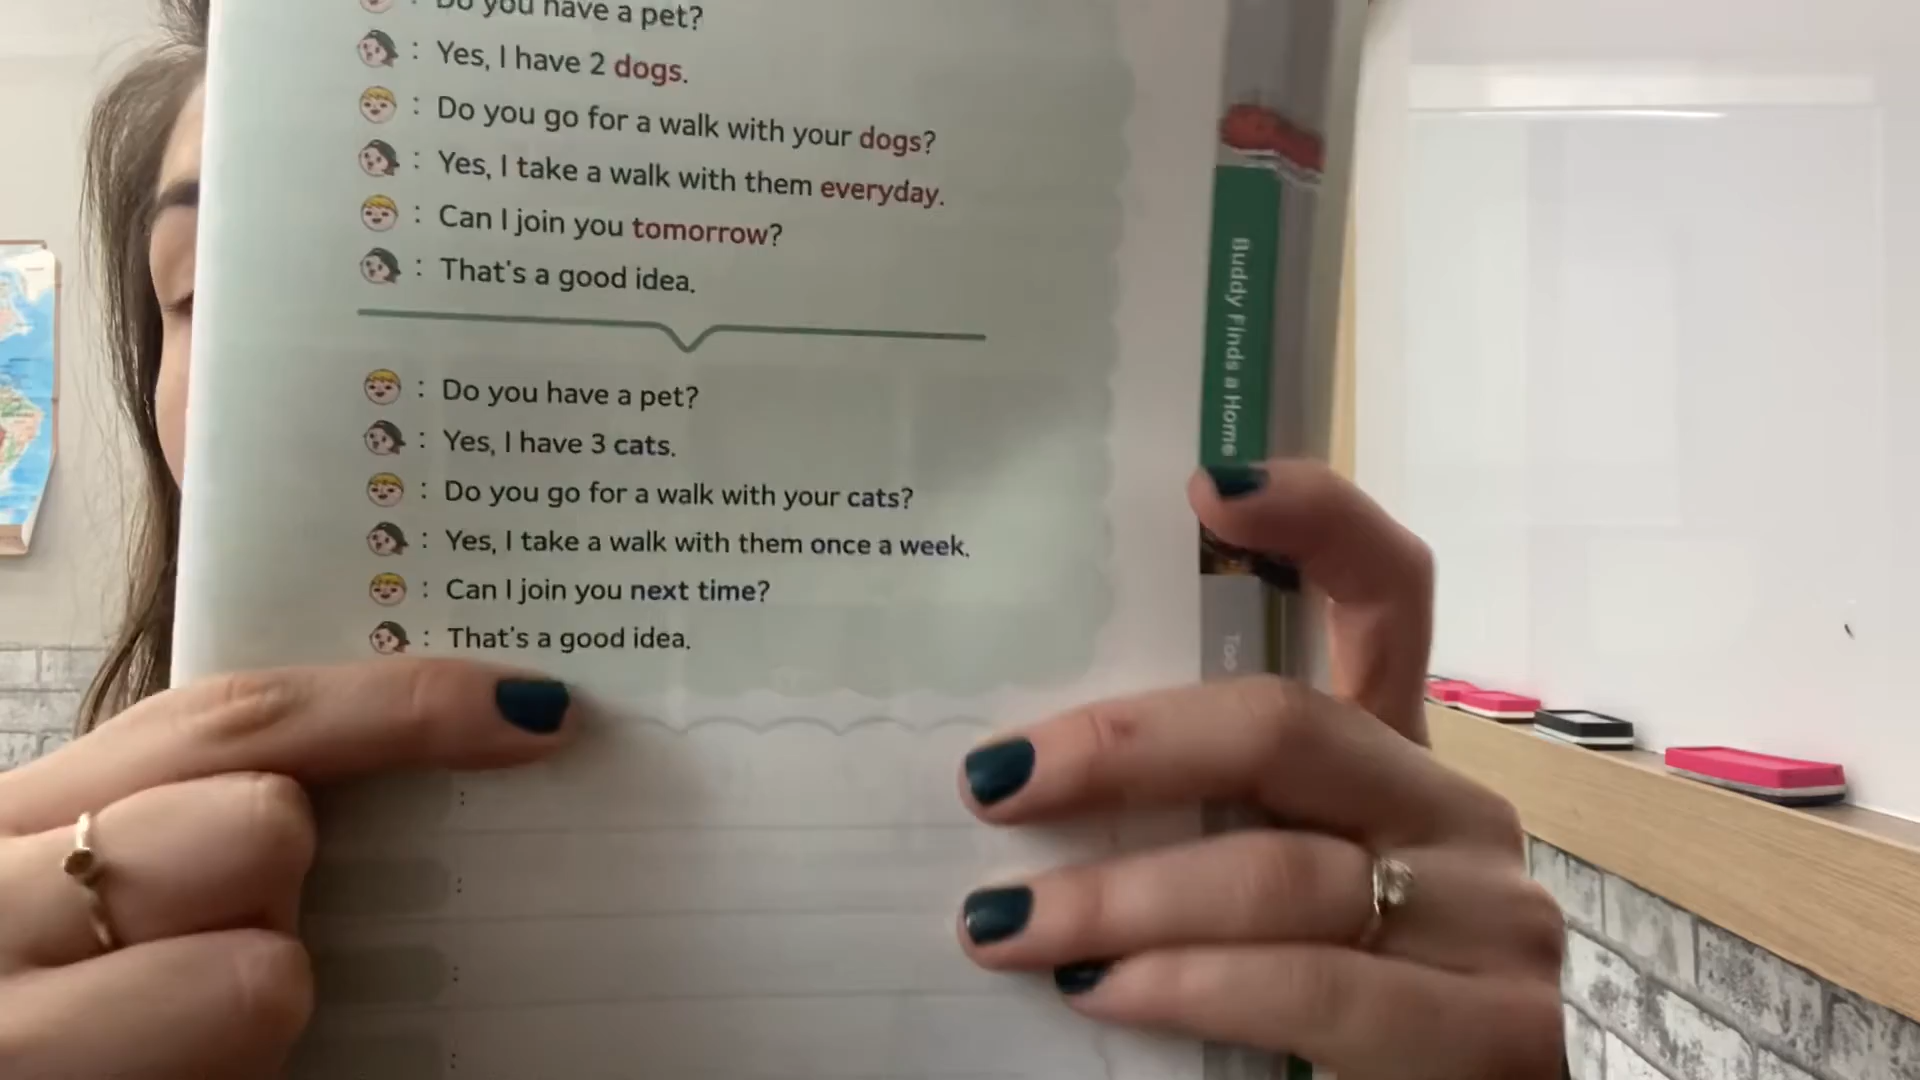 : Do you have a pet?
: Yes, I have 2 dogs.
: Do you go for a walk with your dogs?
: Yes, I take a walk with them everyday.
: Can I join you tomorrow?
: That's a good idea.
: Do you have a pet?
: Yes, I have 3 cats.
: Do you go for a walk with your cats?
: Yes, I take a walk with them once a week.
: Can I join you next time?
: That's a good idea.
:
:
:
:
Buddy Finds a Home
Too